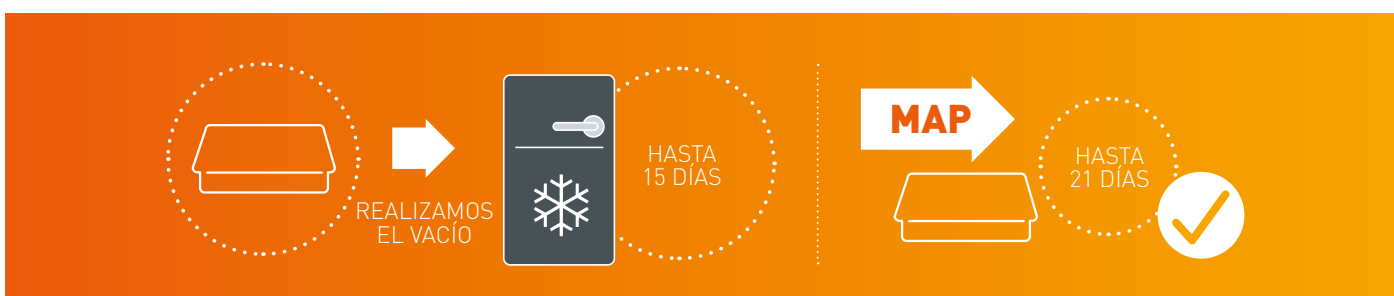 REALIZAMOS
EL VACÍO
HASTA
15 DÍAS
MAP
HASTA
21 DÍAS